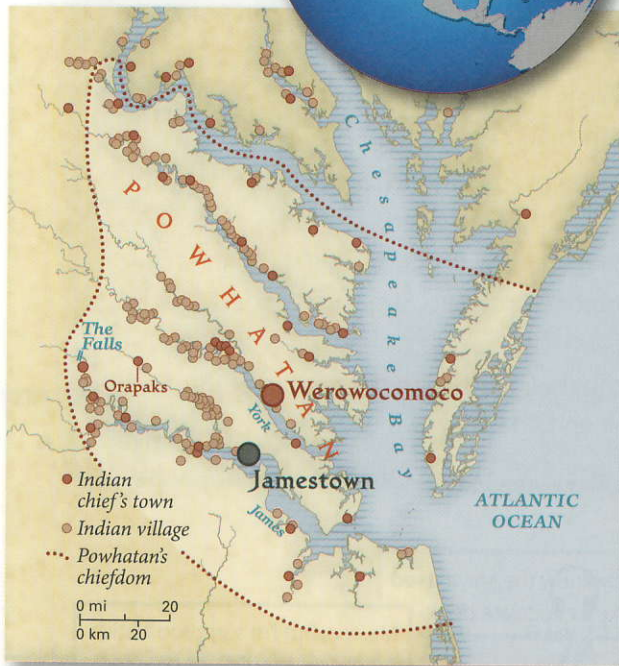 Chesapeake Bay
POWHATAN
The
Falls
Orapaks
Werowocomoco
York
Jamestown
James
ATLANTIC
OCEAN
Indian
chief's town
Indian village
Powhatan's
chiefdom
0 mi 20
0 km 20